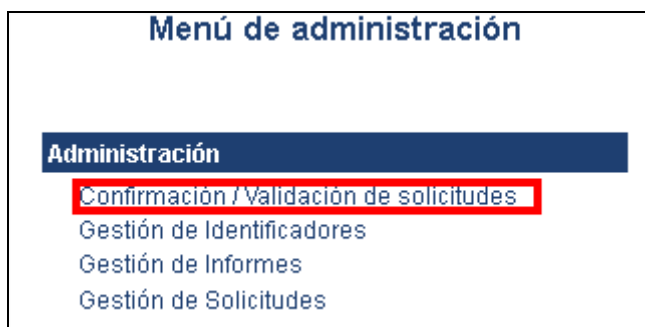 Menú de administración
Administración
Confirmación / Validación de solicitudes
Gestión de Identificadores
Gestión de Informes
Gestión de Solicitudes